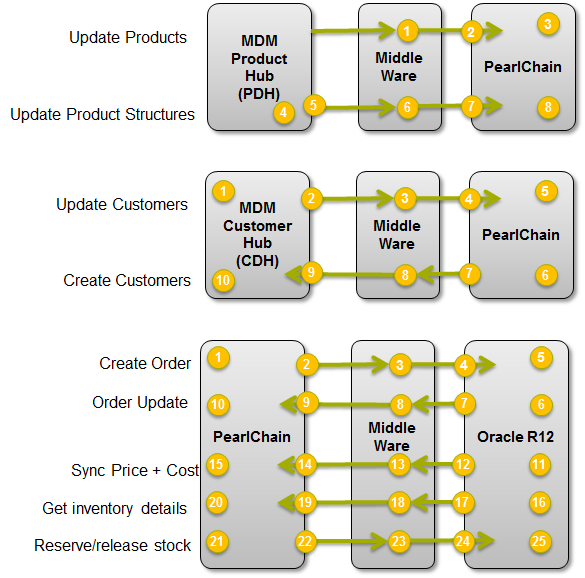 Update Products
MDM
Product
Hub
(PDH)
1
Middle
Ware
2
3
PearlChain
Update Product Structures
4
5
6
7
8
Update Customers
1
MDM
Customer
Hub
(CDH)
2
3
Middle
Ware
4
5
PearlChain
Create Customers
10
9
8
7
6
Create Order
1
2
3
4
5
Order Update
10
9
8
7
6
PearlChain
Middle
Ware
Oracle R12
Sync Price + Cost
15
14
13
12
11
Get inventory details
20
19
18
17
16
Reserve/release stock
21
22
23
24
25